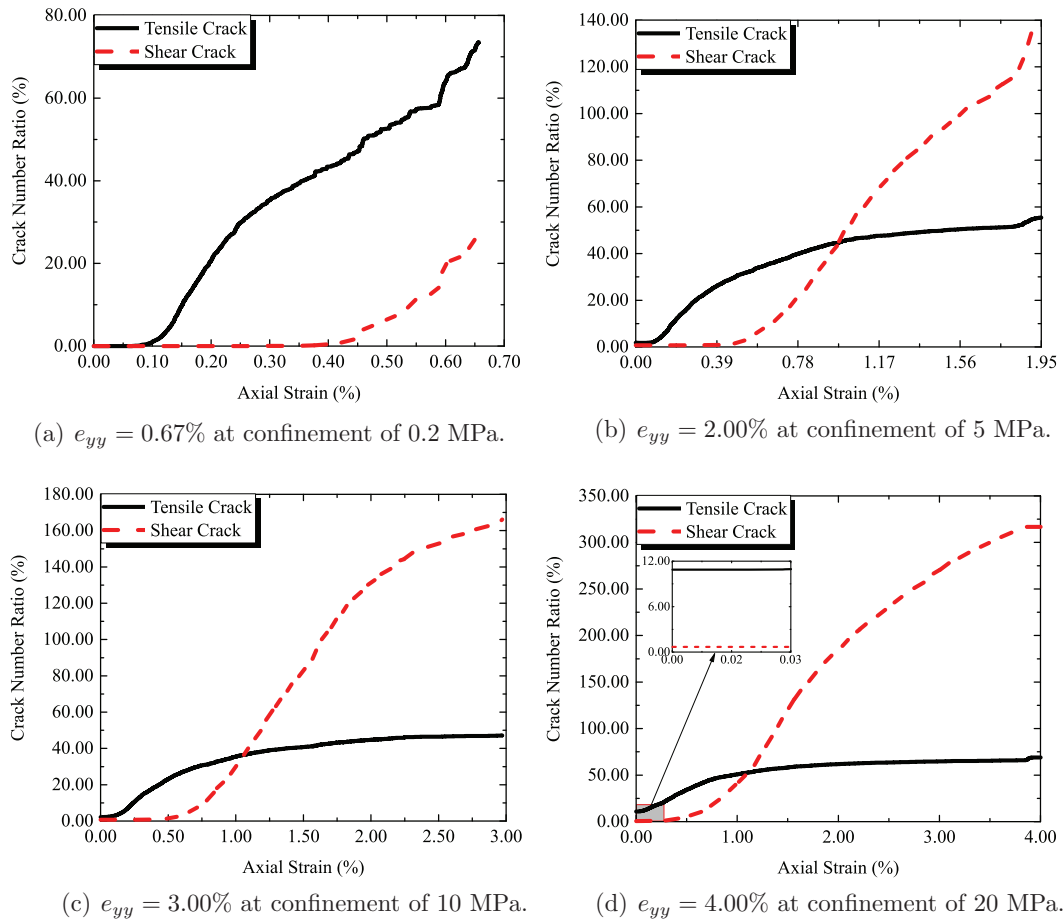 Tensile Crack
Shear Crack
Crack Number Ratio (%)
80.00
60.00
40.00
20.00
0.00
0.00 0.10 0.20 0.30 0.40 0.50 0.60 0.70
Axial Strain (%)
(a) e_yy = 0.67% at confinement of 0.2 MPa.
Tensile Crack
Shear Crack
Crack Number Ratio (%)
140.00
120.00
100.00
80.00
60.00
40.00
20.00
0.00
0.00 0.39 0.78 1.17 1.56 1.95
Axial Strain (%)
(b) e_yy = 2.00% at confinement of 5 MPa.
Tensile Crack
Shear Crack
Crack Number Ratio (%)
180.00
160.00
140.00
120.00
100.00
80.00
60.00
40.00
20.00
0.00
0.00 0.50 1.00 1.50 2.00 2.50 3.00
Axial Strain (%)
(c) e_yy = 3.00% at confinement of 10 MPa.
Tensile Crack
Shear Crack
Crack Number Ratio (%)
350.00
300.00
250.00
200.00
150.00
100.00
50.00
0.00
12.00
6.00
0.00
0.00 0.02 0.03
0.00 1.00 2.00 3.00 4.00
Axial Strain (%)
(d) e_yy = 4.00% at confinement of 20 MPa.